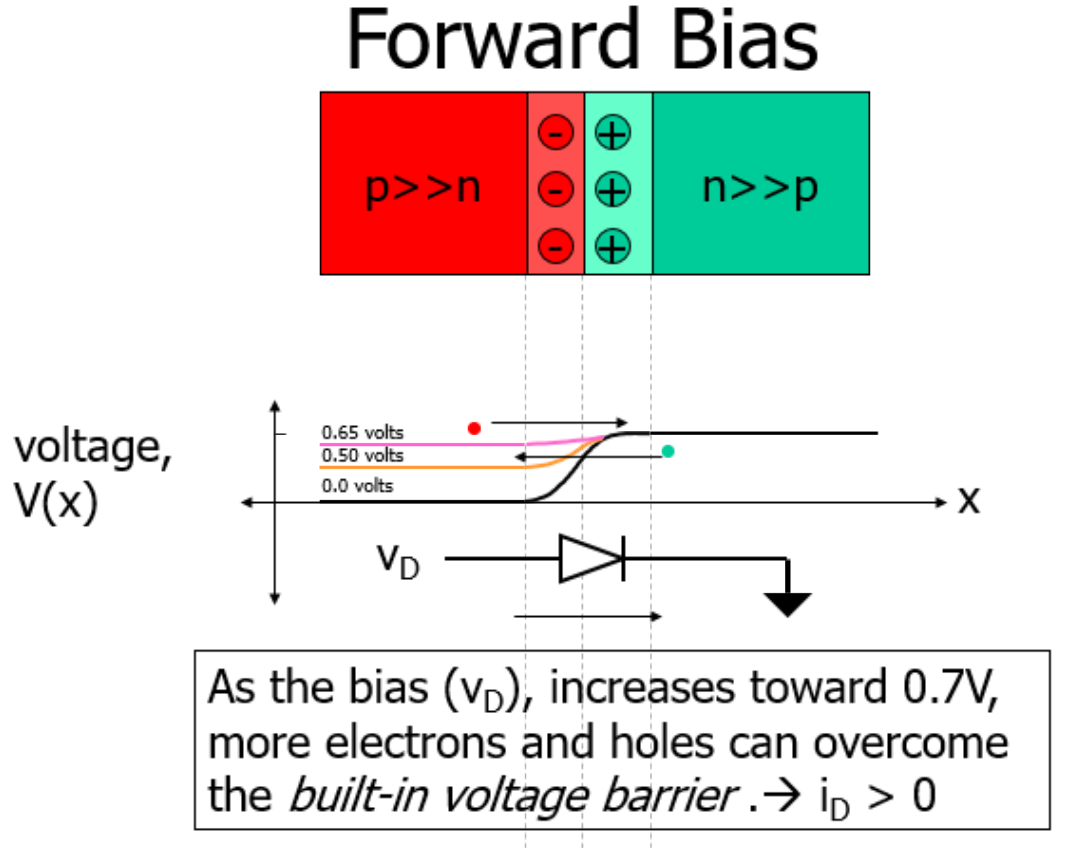 Forward Bias
p>>n
-
+
n>>p
-
+
-
+
voltage,
V(x)
0.65 volts
0.50 volts
0.0 volts
x
vD
As the bias (vD), increases toward 0.7V,
more electrons and holes can overcome
the built-in voltage barrier .→ iD > 0